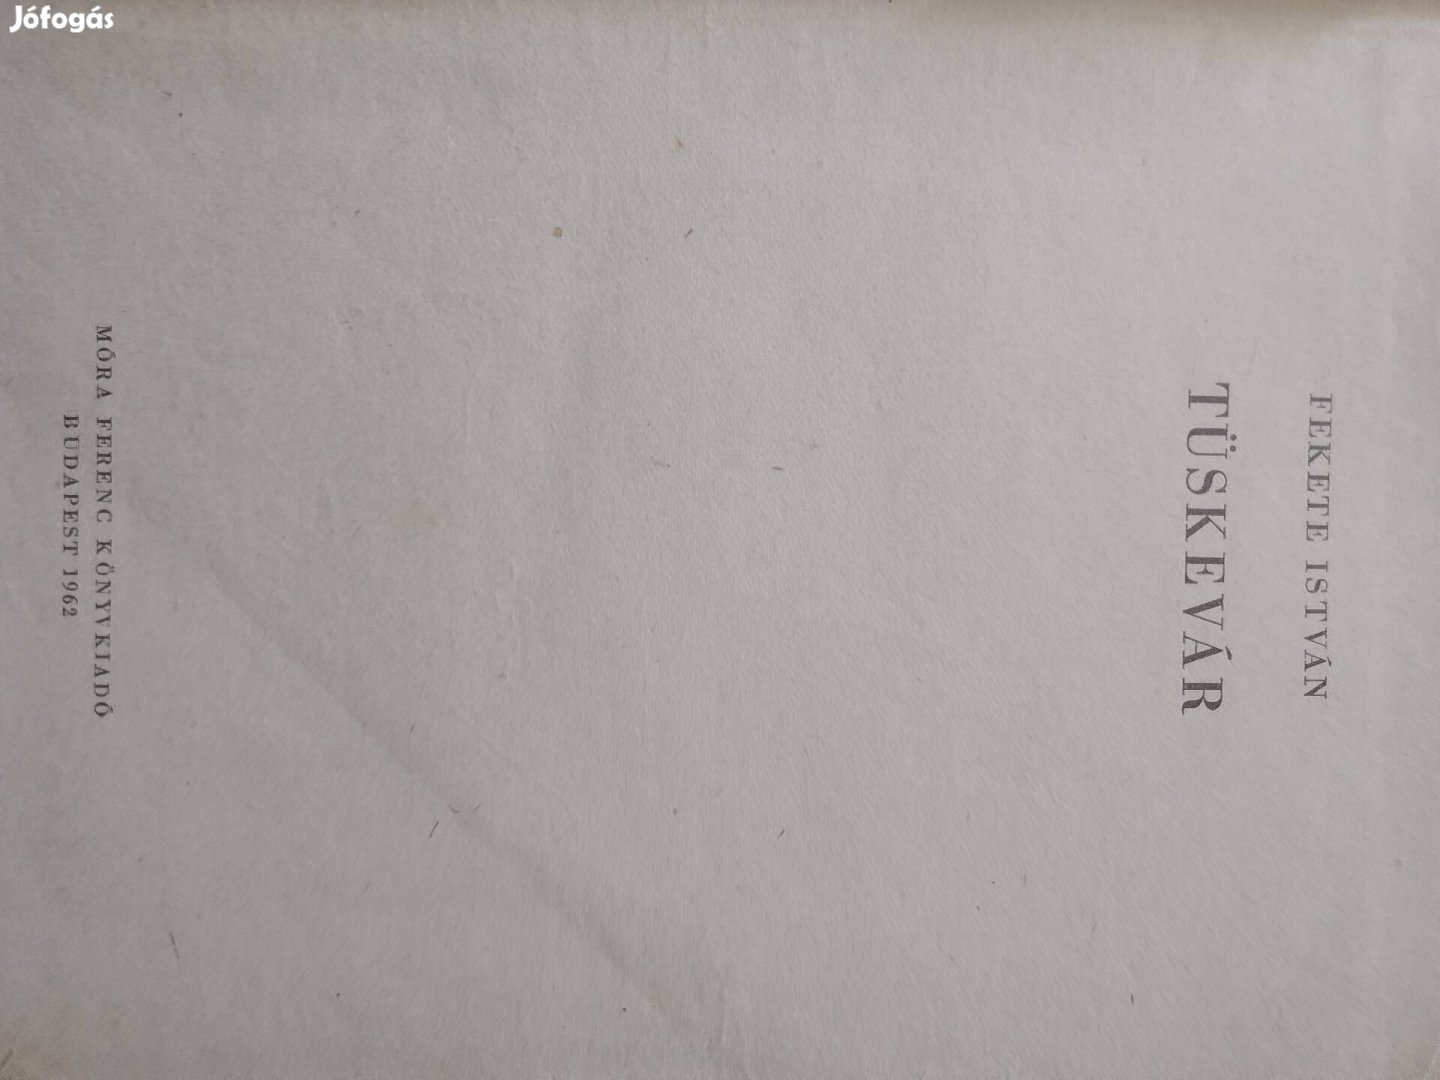 Jófogás
FEKETE ISTVÁN
TÜSKEVÁR
MÓRA FERENC KÖNYVKIADÓ
BUDAPEST 1962